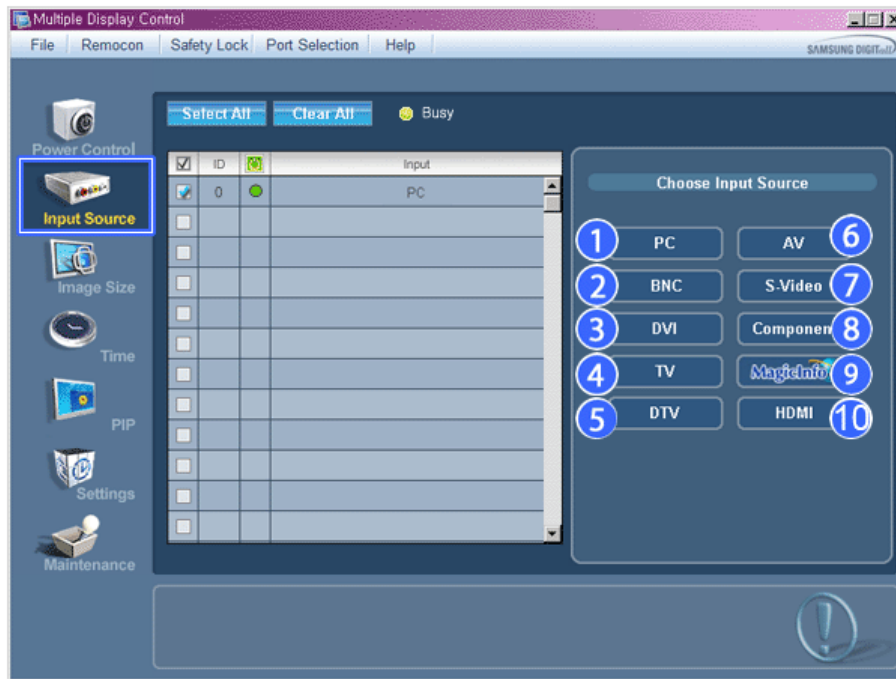 Multiple Display Control
File Remocon Safety Lock Port Selection Help
SAMSUNG DIGITall
Select All Clear All Busy
Power Control
Input Source
Image Size
Time
PIP
Settings
Maintenance
ID Input
0 PC
Choose Input Source
1 PC AV 6
2 BNC S-Video 7
3 DVI Componen 8
4 TV MagicInfo 9
5 DTV HDMI 10